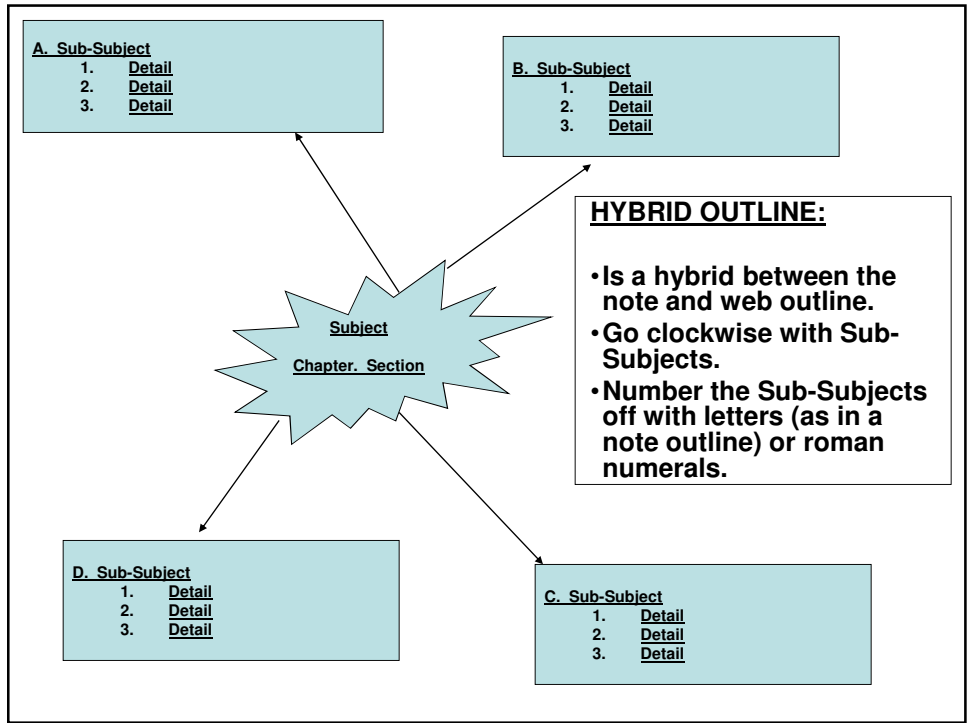 A. Sub-Subject
1. Detail
2. Detail
3. Detail
B. Sub-Subject
1. Detail
2. Detail
3. Detail
HYBRID OUTLINE:
•Is a hybrid between the
note and web outline.
•Go clockwise with Sub-
Subjects.
•Number the Sub-Subjects
off with letters (as in a
note outline) or roman
numerals.
Subject
Chapter. Section
D. Sub-Subject
1. Detail
2. Detail
3. Detail
C. Sub-Subject
1. Detail
2. Detail
3. Detail